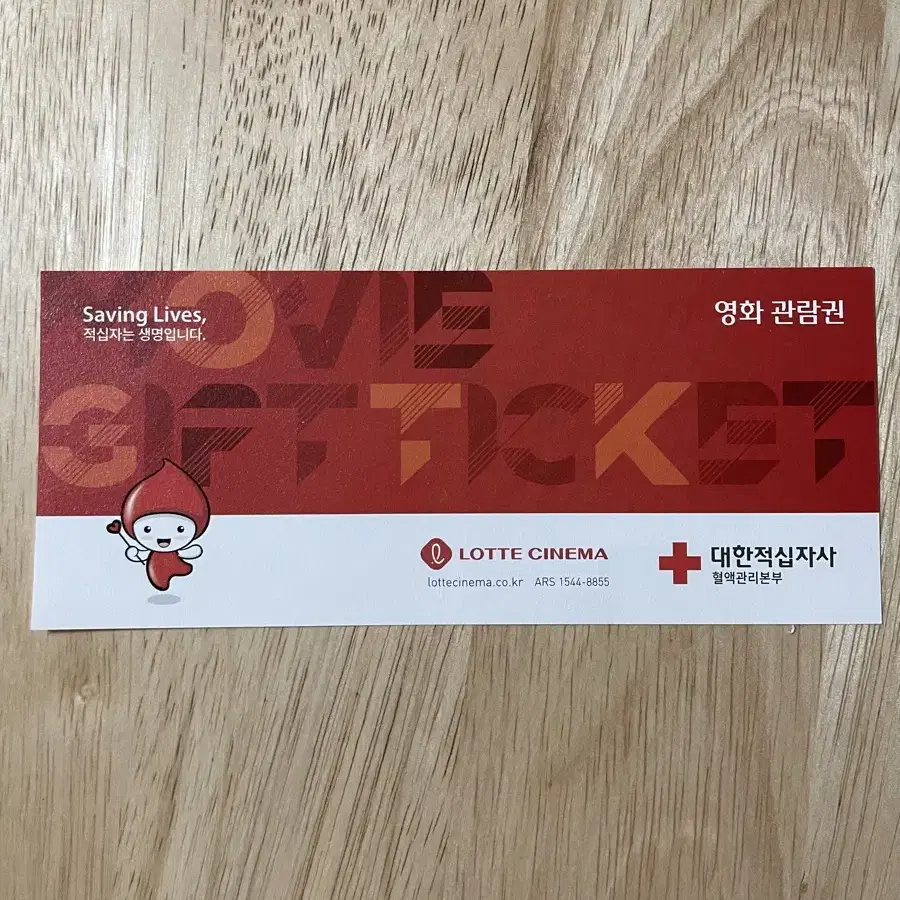 Saving Lives,
적십자는 생명입니다.
영화 관람권
MOVIE
GIFT TICKET
LOTTE CINEMA
lottecinema.co.kr ARS 1544-8855
대한적십자사
혈액관리본부